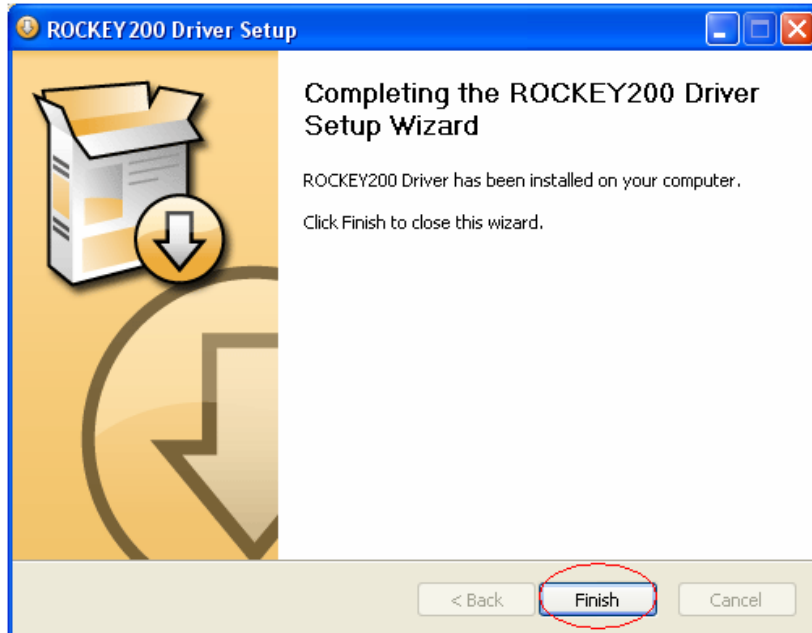 ROCKEY200 Driver Setup
Completing the ROCKEY200 Driver
Setup Wizard
ROCKEY200 Driver has been installed on your computer.
Click Finish to close this wizard.
< Back
Finish
Cancel